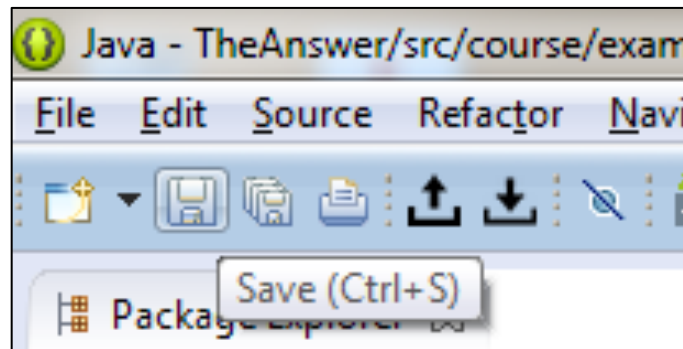 Java - TheAnswer/src/course/exam
File Edit Source Refactor Navi
Save (Ctrl+S)
Package Explorer